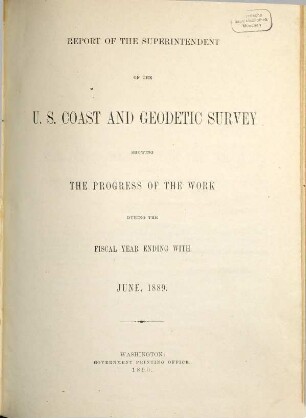 REPORT OF THE SUPERINTENDENT
OF THE
U. S. COAST AND GEODETIC SURVEY
SHOWING
THE PROGRESS OF THE WORK
DURING THE
FISCAL YEAR ENDING WITH
JUNE, 1889.
WASHINGTON:
GOVERNMENT PRINTING OFFICE.